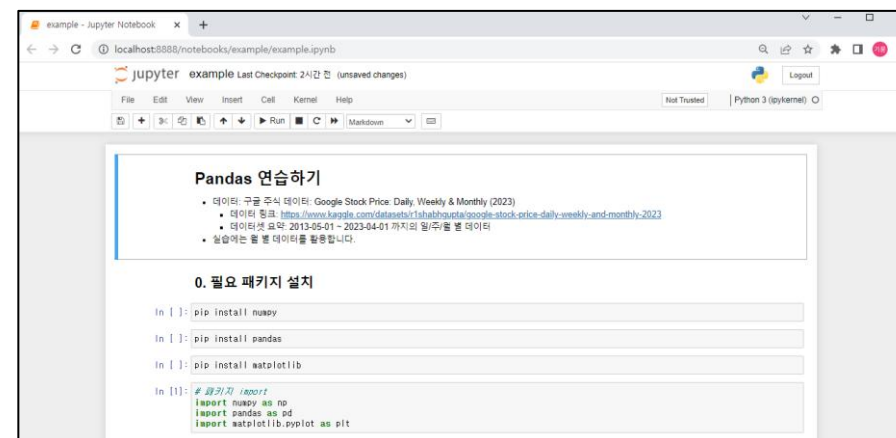 example - Jupyter Notebook
localhost:8888/notebooks/example/example.ipynb
jupyter example Last Checkpoint: 2시간 전 (unsaved changes)
Logout
File Edit View Insert Cell Kernel Help
Not Trusted
Python 3 (ipykernel)
Run
Markdown
Pandas 연습하기
데이터: 구글 주식 데이터: Google Stock Price: Daily, Weekly & Monthly (2023)
데이터 링크: https://www.kaggle.com/datasets/r1shabhgupta/google-stock-price-daily-weekly-and-monthly-2023
데이터셋 요약: 2013-05-01 ~ 2023-04-01 까지의 일/주/월 별 데이터
실습에는 월 별 데이터를 활용합니다.
0. 필요 패키지 설치
In [ ]: pip install numpy
In [ ]: pip install pandas
In [ ]: pip install matplotlib
In [1]: # 패키지 import
import numpy as np
import pandas as pd
import matplotlib.pyplot as plt